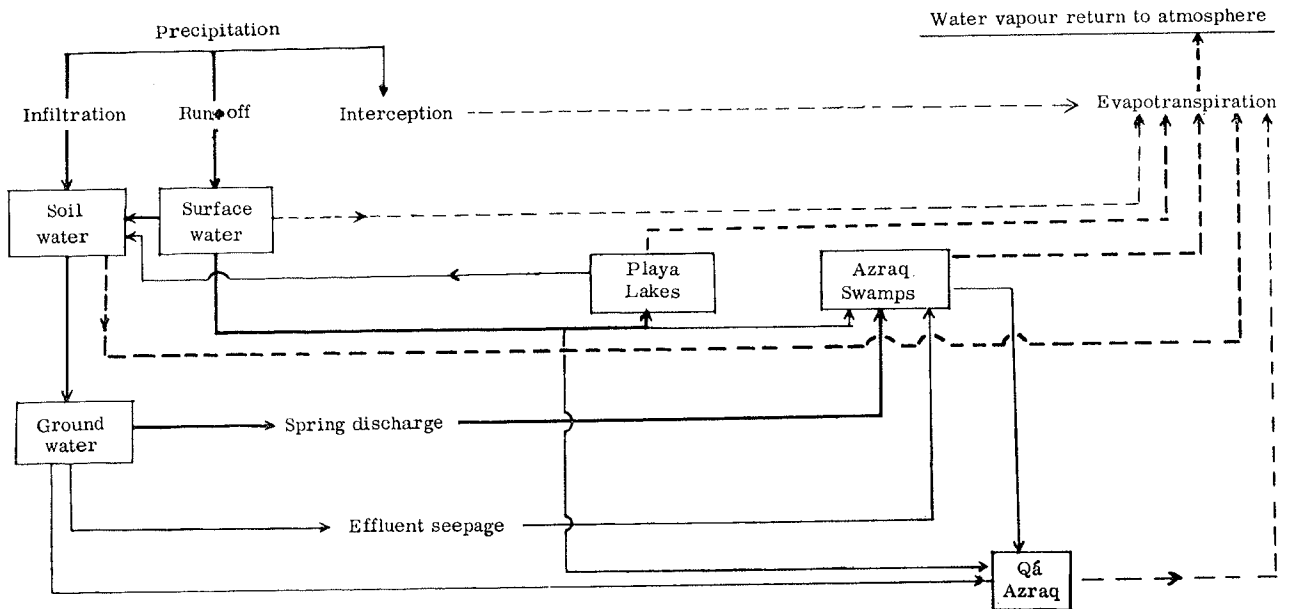 Water vapour return to atmosphere
Precipitation
Infiltration
Run-off
Interception
Evapotranspiration
Soil
water
Surface
water
Playa
Lakes
Azraq
Swamps
Ground
water
Spring discharge
Effluent seepage
Qá
Azraq